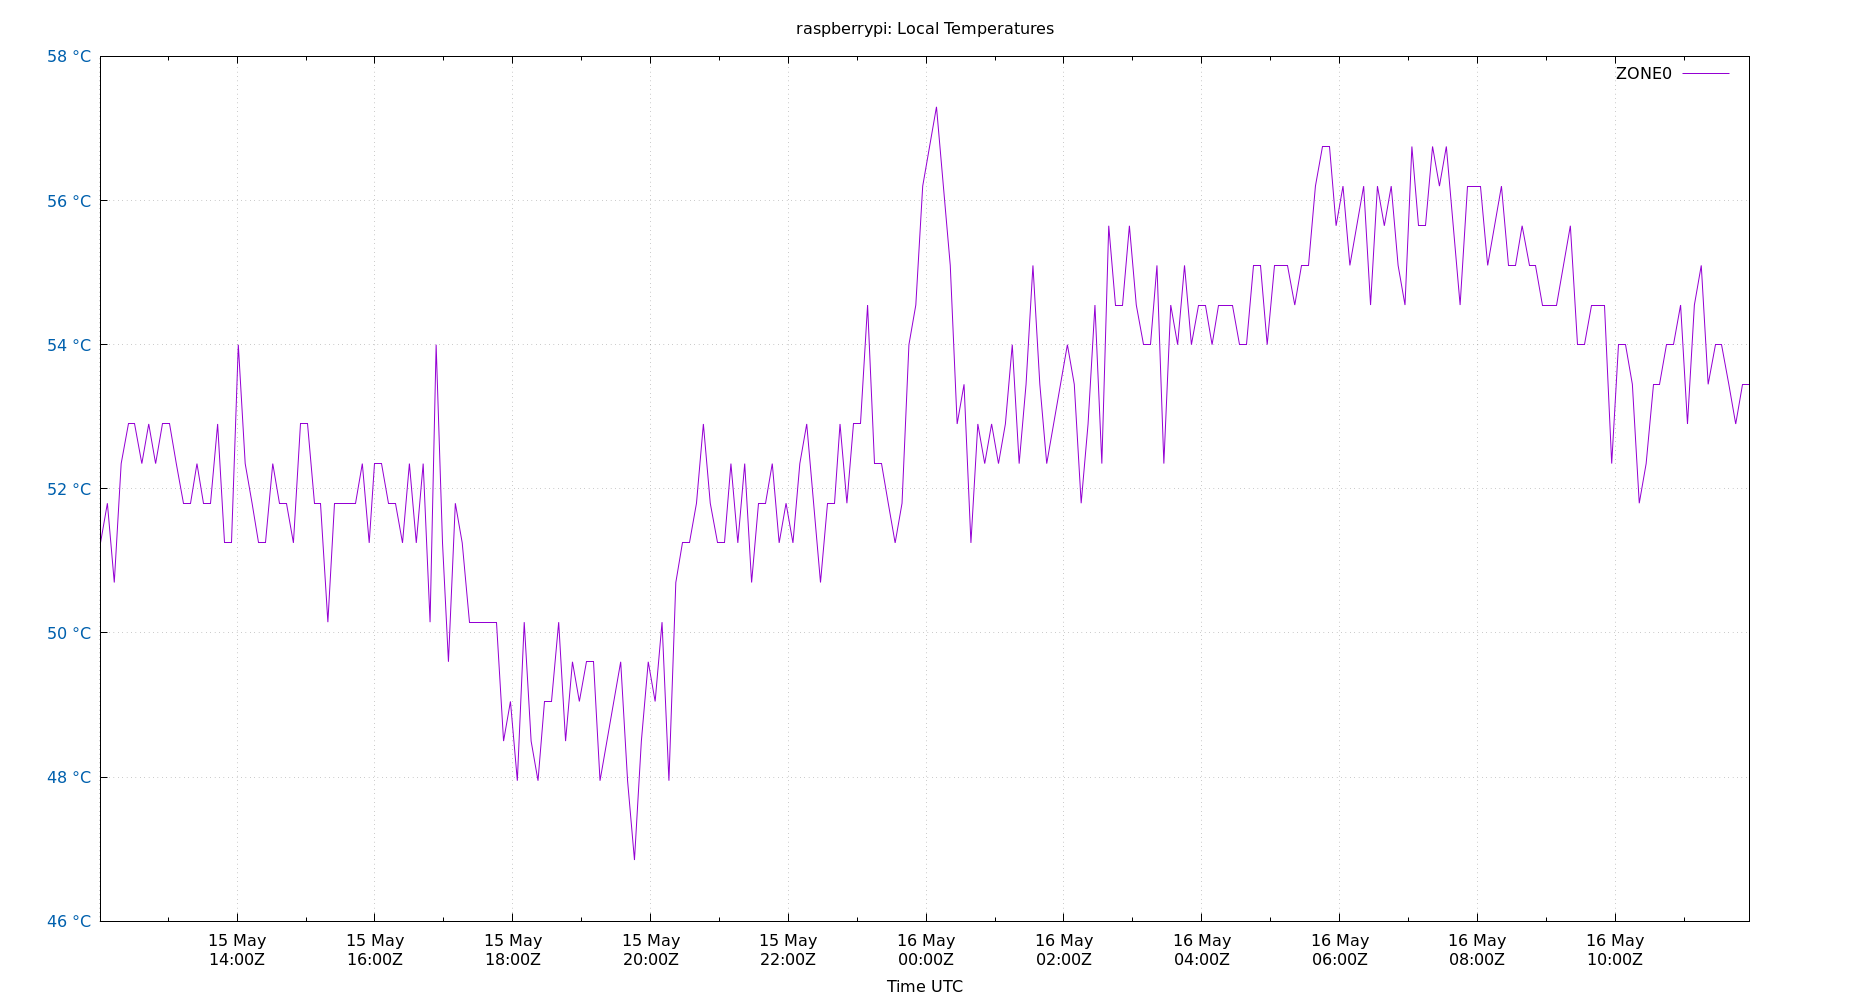 raspberrypi: Local Temperatures
58 °C
ZONE0
56 °C
54 °C
52 °C
50 °C
48 °C
46 °C
15 May 15 May 15 May 15 May 15 May 16 May 16 May 16 May 16 May 16 May 16 May
14:00Z 16:00Z 18:00Z 20:00Z 22:00Z 00:00Z 02:00Z 04:00Z 06:00Z 08:00Z 10:00Z
Time UTC